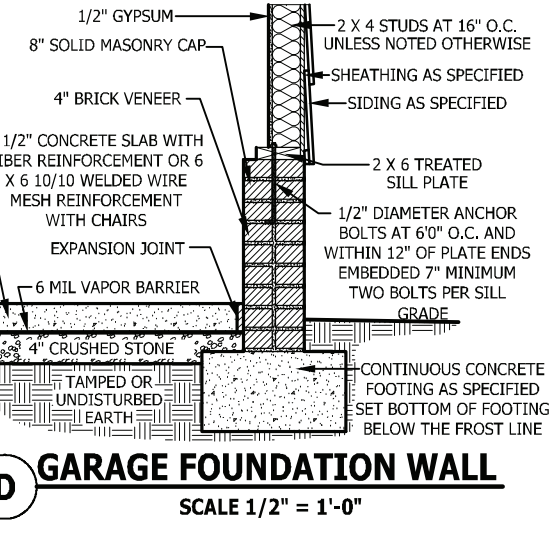 1/2" GYPSUM
8" SOLID MASONRY CAP
4" BRICK VENEER
1/2" CONCRETE SLAB WITH
REINFORCEMENT OR 6
X 6 10/10 WELDED WIRE
MESH REINFORCEMENT
WITH CHAIRS
EXPANSION JOINT
6 MIL VAPOR BARRIER
4" CRUSHED STONE
TAMPED OR
UNDISTURBED
EARTH
2 X 4 STUDS AT 16" O.C.
UNLESS NOTED OTHERWISE
SHEATHING AS SPECIFIED
SIDING AS SPECIFIED
2 X 6 TREATED
SILL PLATE
1/2" DIAMETER ANCHOR
BOLTS AT 6'0" O.C. AND
WITHIN 12" OF PLATE ENDS
EMBEDDED 7" MINIMUM
TWO BOLTS PER SILL
GRADE
CONTINUOUS CONCRETE
FOOTING AS SPECIFIED
SET BOTTOM OF FOOTING
BELOW THE FROST LINE
D
GARAGE FOUNDATION WALL
SCALE 1/2" = 1'-0"